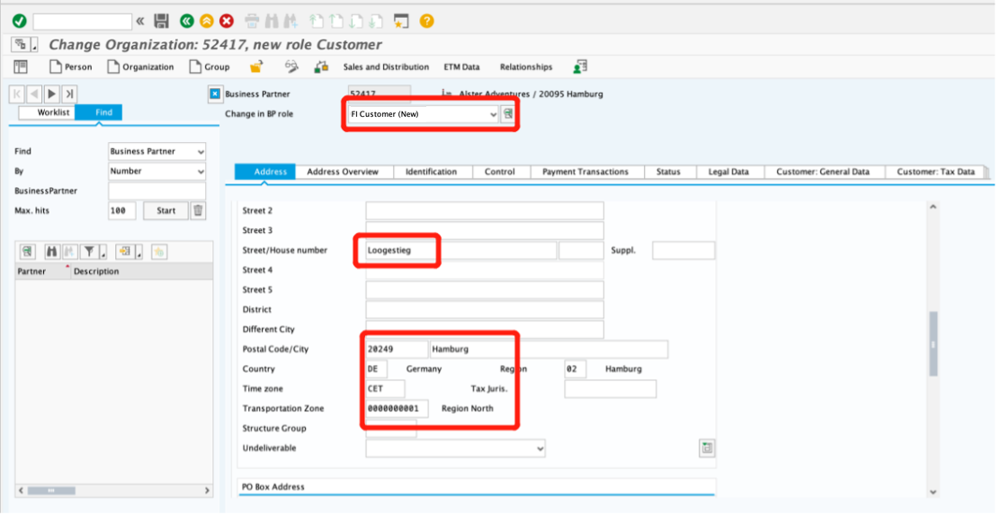 Change Organization: 52417, new role Customer
Person Organization Group Sales and Distribution ETM Data Relationships
Business Partner 52417 Alster Adventures / 20095 Hamburg
Worklist Find
Change in BP role FI Customer (New)
Find Business Partner
By Number
BusinessPartner
Max. hits 100 Start
Partner Description
Address Address Overview Identification Control Payment Transactions Status Legal Data Customer: General Data Customer: Tax Data
Street 2
Street 3
Street/House number Loogestieg Suppl.
Street 4
Street 5
District
Different City
Postal Code/City 20249 Hamburg
Country DE Germany Region 02 Hamburg
Time zone CET Tax Juris.
Transportation Zone 0000000001 Region North
Structure Group
Undeliverable
PO Box Address